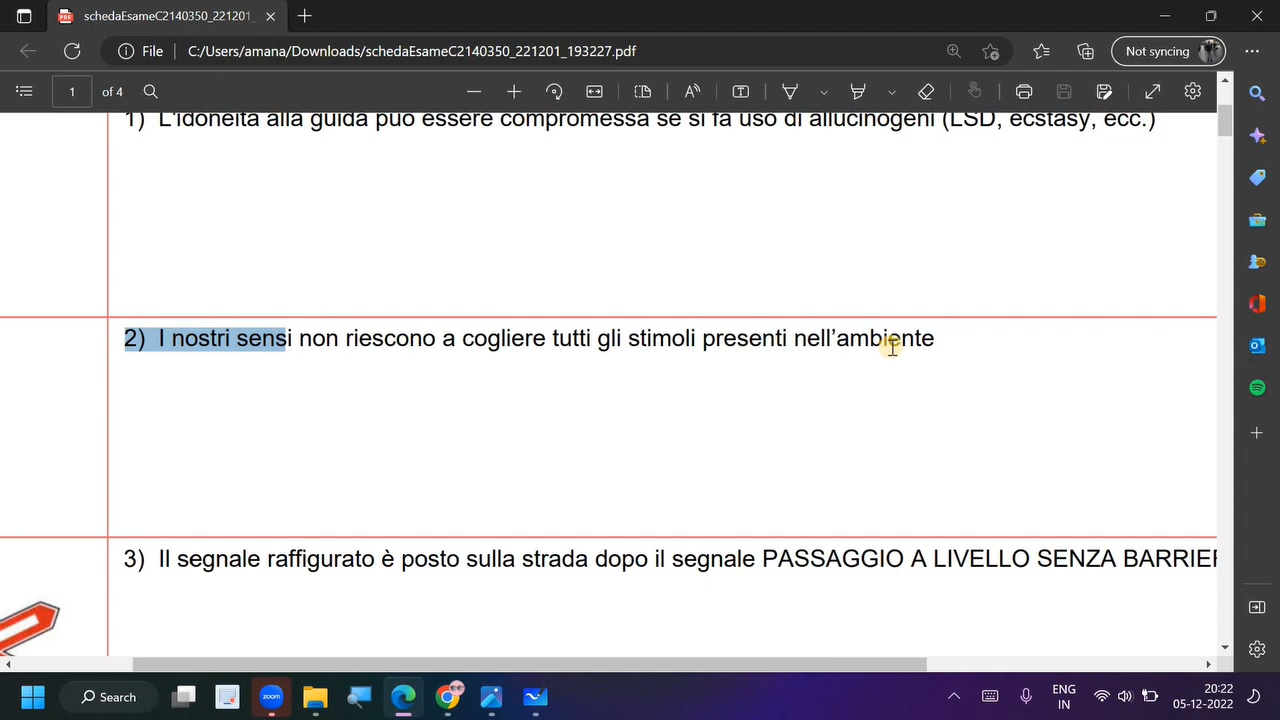 schedaEsameC2140350_221201_
File
C:/Users/amana/Downloads/schedaEsameC2140350_221201_193227.pdf
Not syncing
1
of 4
1) L'idoneità alla guida può essere compromessa se si fa uso di allucinogeni (LSD, ecstasy, ecc.)
2) I nostri sensi non riescono a cogliere tutti gli stimoli presenti nell’ambiente
3) Il segnale raffigurato è posto sulla strada dopo il segnale PASSAGGIO A LIVELLO SENZA
Search
zoom
ENG
IN
20:22
05-12-2022